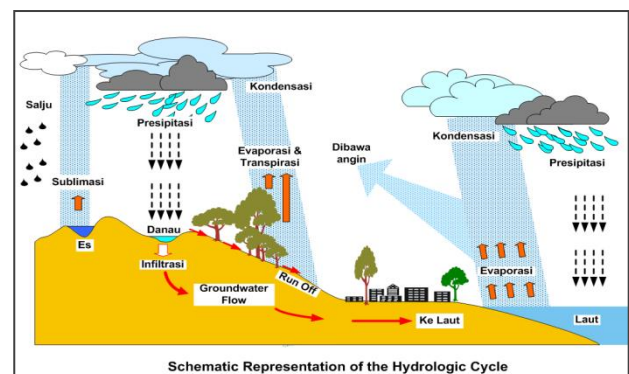 Salju
Kondensasi
Presipitasi
Kondensasi
Presipitasi
Evaporasi &
Transpirasi
Dibawa
angin
Sublimasi
Es
Danau
Infiltrasi
Run Off
Groundwater
Flow
Evaporasi
Ke Laut
Laut
Schematic Representation of the Hydrologic Cycle